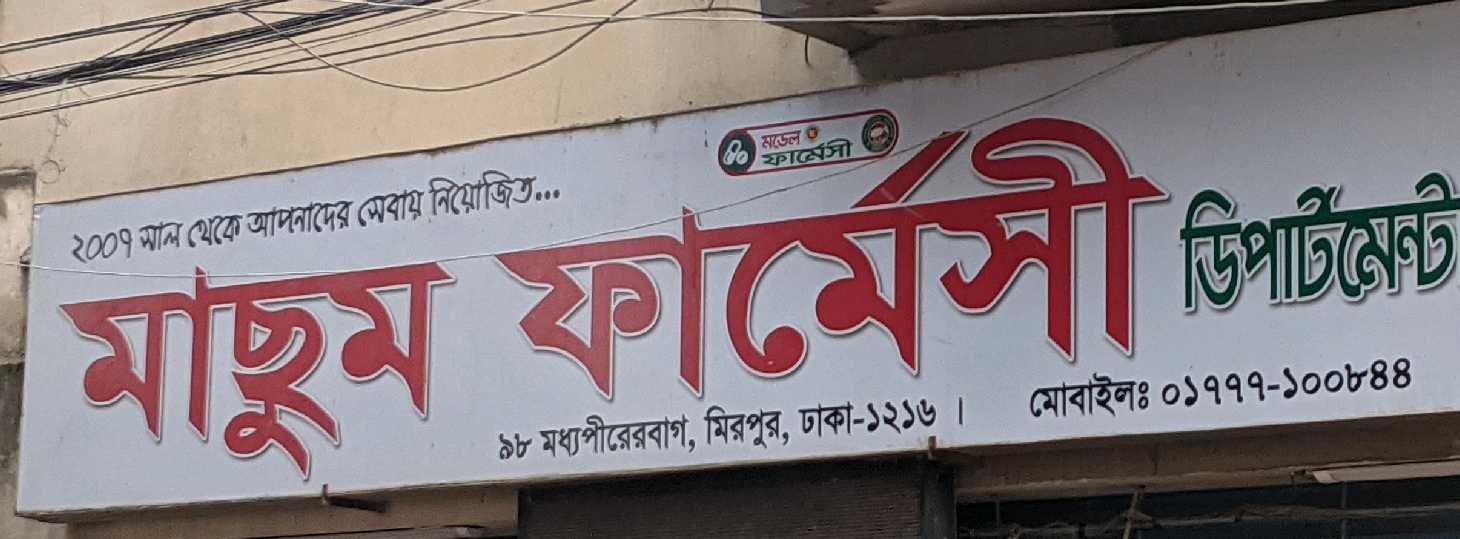 ২০০৭ সাল থেকে আপনাদের সেবায় নিয়োজিত...
মডেল
ফার্মেসী
মাছুম ফার্মেসী ডিপার্টমেন্ট
৯৮ মধ্যপীরেরবাগ, মিরপুর, ঢাকা-১২১৬ ।
মোবাইলঃ ০১৭৭৭-১০০৮৪৪